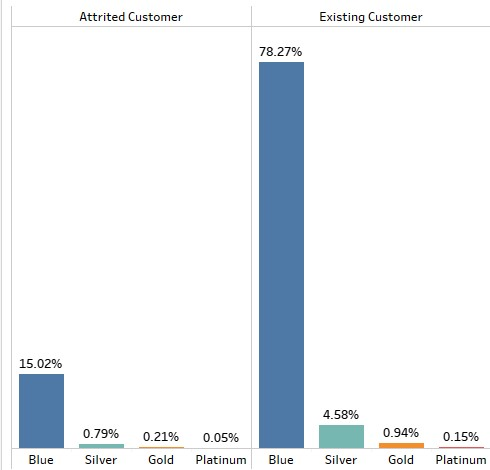 Attrited Customer Existing Customer
78.27%
15.02%
4.58%
0.79% 0.21% 0.05% 0.94% 0.15%
Blue Silver Gold Platinum Blue Silver Gold Platinum